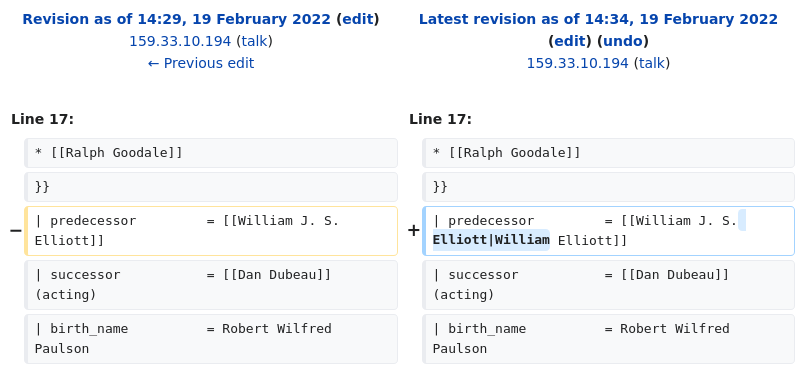 Revision as of 14:29, 19 February 2022 (edit)
159.33.10.194 (talk)
← Previous edit
Latest revision as of 14:34, 19 February 2022
(edit) (undo)
159.33.10.194 (talk)
Line 17:
Line 17:
* [[Ralph Goodale]]
* [[Ralph Goodale]]
}}
}}
− | predecessor = [[William J. S.
Elliott]]
+ | predecessor = [[William J. S.
Elliott|William Elliott]]
| successor = [[Dan Dubeau]]
(acting)
| successor = [[Dan Dubeau]]
(acting)
| birth_name = Robert Wilfred
Paulson
| birth_name = Robert Wilfred
Paulson